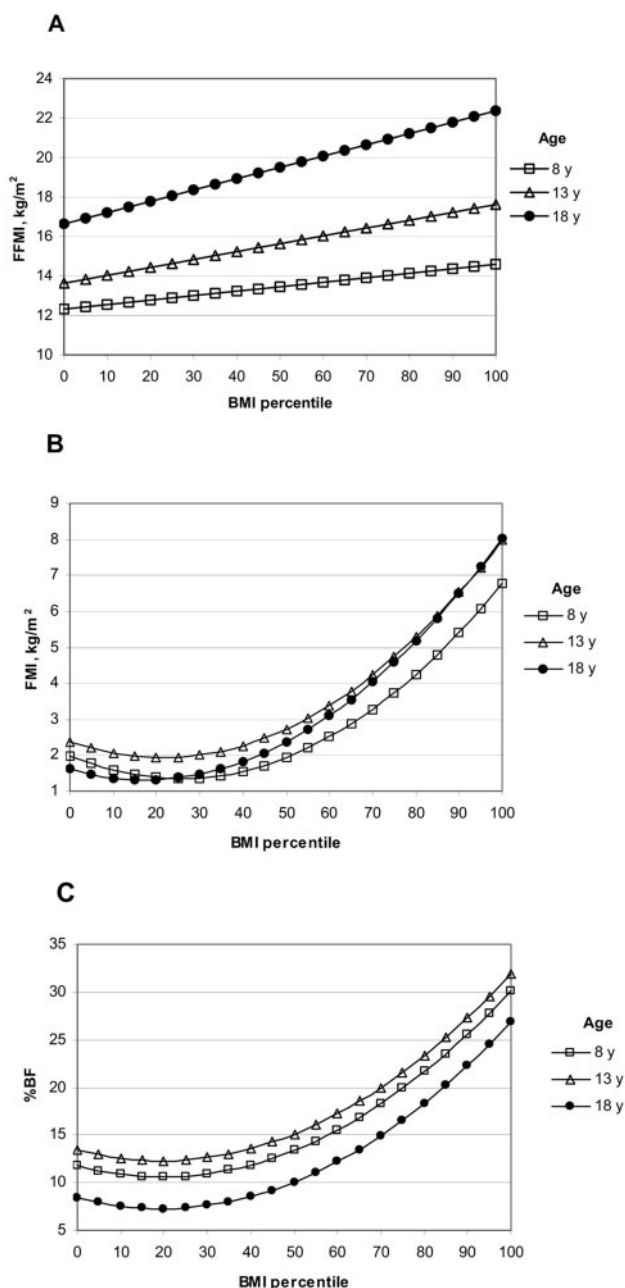 A
24
22
20
18
16
14
12
10
FFMI, kg/m²
0 10 20 30 40 50 60 70 80 90 100
BMI percentile
Age
8 y
13 y
18 y
B
9
8
7
6
5
4
3
2
1
FMI, kg/m²
0 10 20 30 40 50 60 70 80 90 100
BMI percentile
Age
8 y
13 y
18 y
C
35
30
25
20
15
10
5
%BF
0 10 20 30 40 50 60 70 80 90 100
BMI percentile
Age
8 y
13 y
18 y